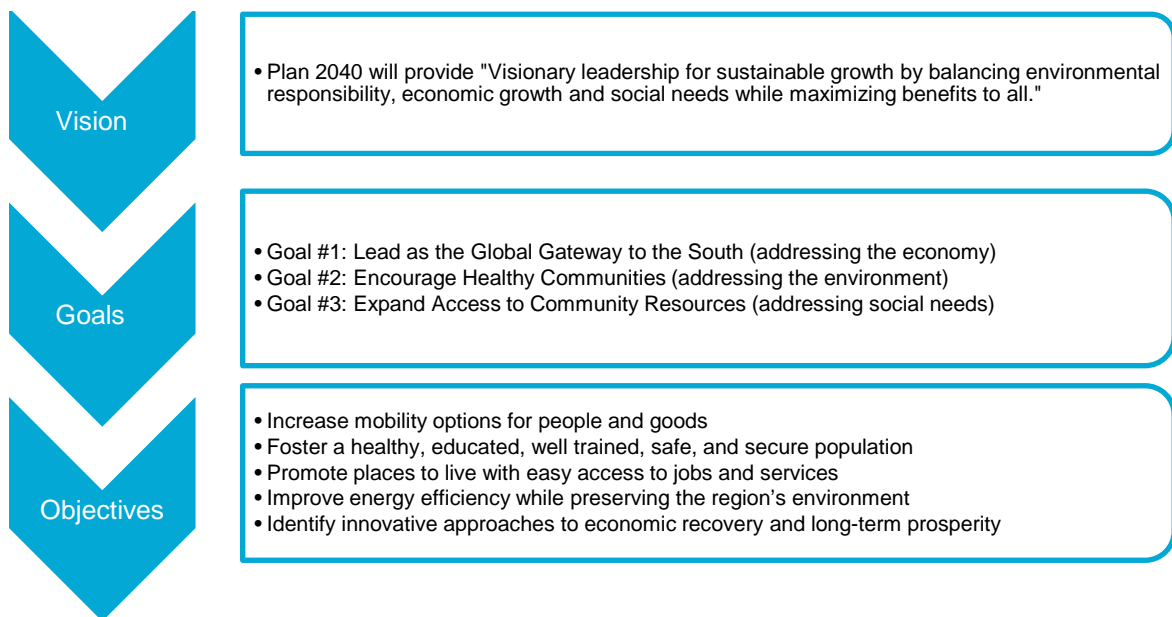 Vision
• Plan 2040 will provide "Visionary leadership for sustainable growth by balancing environmental
responsibility, economic growth and social needs while maximizing benefits to all."
Goals
• Goal #1: Lead as the Global Gateway to the South (addressing the economy)
• Goal #2: Encourage Healthy Communities (addressing the environment)
• Goal #3: Expand Access to Community Resources (addressing social needs)
Objectives
• Increase mobility options for people and goods
• Foster a healthy, educated, well trained, safe, and secure population
• Promote places to live with easy access to jobs and services
• Improve energy efficiency while preserving the region’s environment
• Identify innovative approaches to economic recovery and long-term prosperity